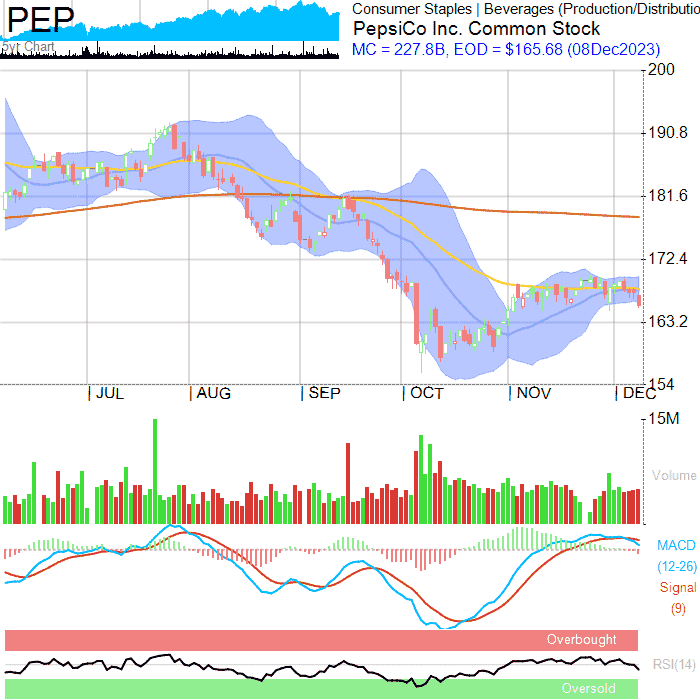 PEP
5yr Chart
Consumer Staples | Beverages (Production/Distributio
PepsiCo Inc. Common Stock
MC = 227.8B, EOD = $165.68 (08Dec2023)
200
190.8
181.6
172.4
163.2
154
| JUL | AUG | SEP | OCT | NOV | DEC
15M
Volume
MACD
(12-26)
Signal
(9)
Overbought
RSI(14)
Oversold